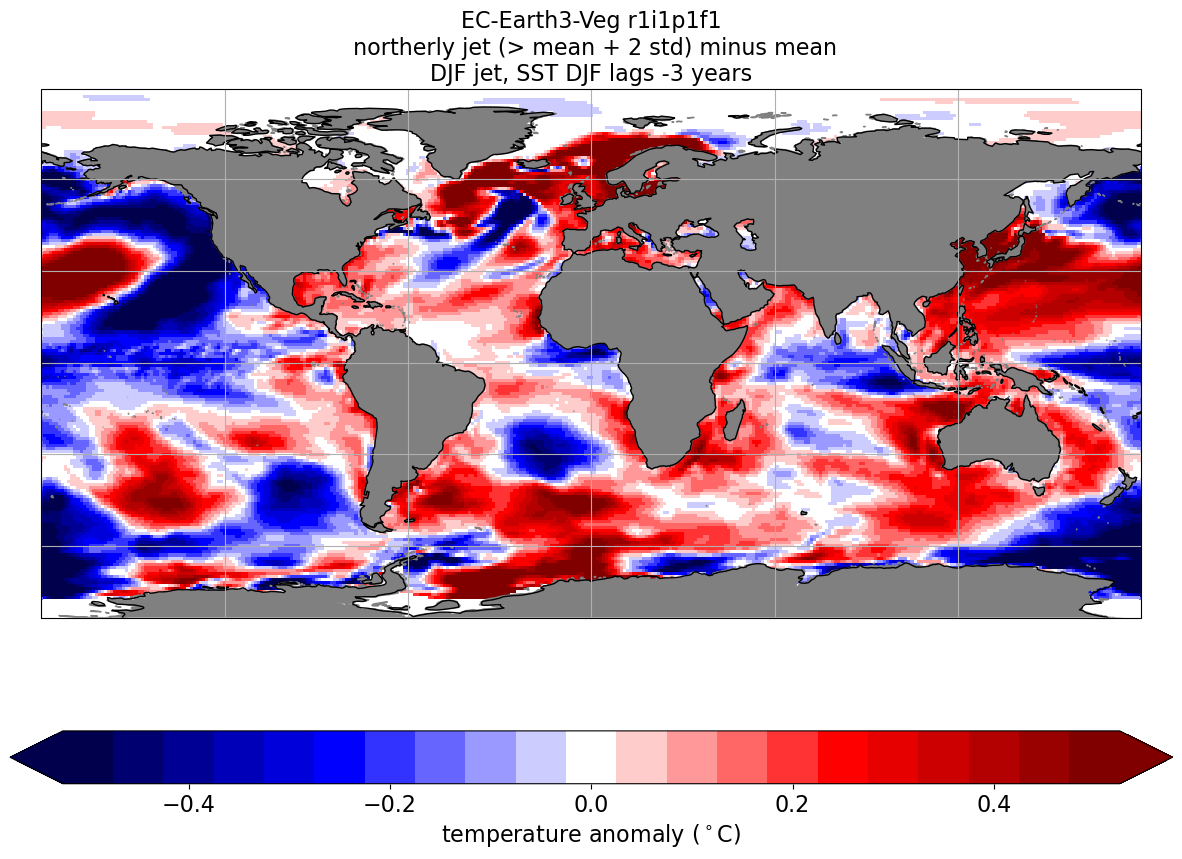 EC-Earth3-Veg r1i1p1f1
northerly jet (> mean + 2 std) minus mean
DJF jet, SST DJF lags -3 years
−0.4 −0.2 0.0 0.2 0.4
temperature anomaly (°C)